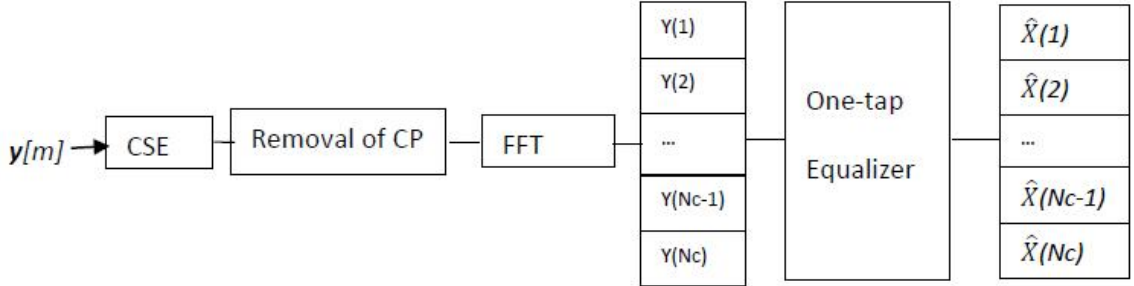 y[m]
CSE
Removal of CP
FFT
Y(1)
Y(2)
...
Y(Nc-1)
Y(Nc)
One-tap
Equalizer
X̂(1)
X̂(2)
...
X̂(Nc-1)
X̂(Nc)